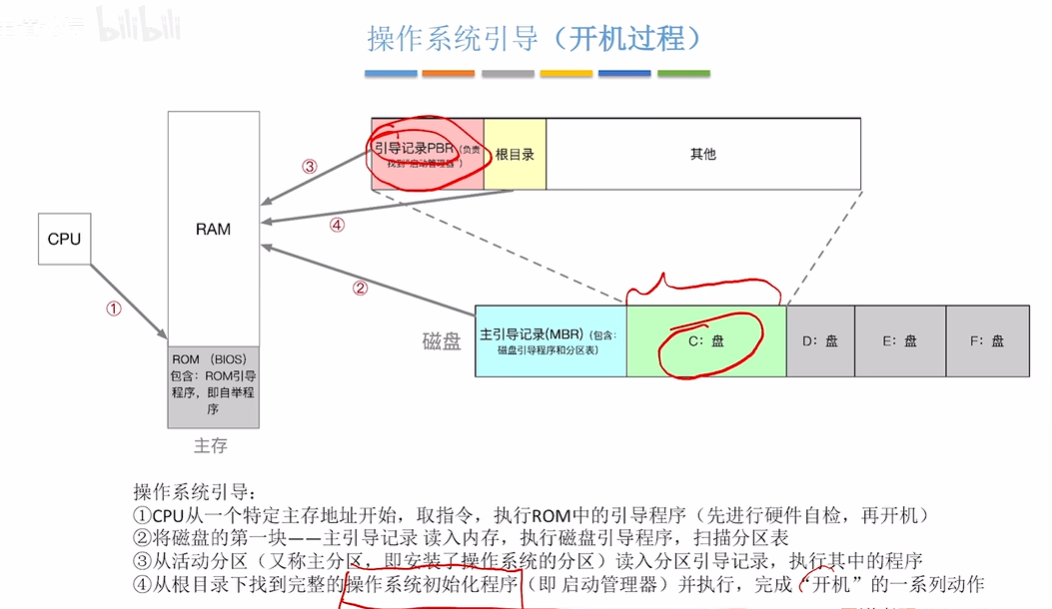 bilibili
操作系统引导（开机过程）
引导记录PBR（负责
找到“启动管理器”）
根目录
其他
③
④
CPU
RAM
①
②
磁盘
主引导记录(MBR)（包含：
磁盘引导程序和分区表）
C：盘
D：盘
E：盘
F：盘
ROM （BIOS）
包含：ROM引导
程序，即自举程
序
主存
操作系统引导：
①CPU从一个特定主存地址开始，取指令，执行ROM中的引导程序（先进行硬件自检，再开机）
②将磁盘的第一块——主引导记录 读入内存，执行磁盘引导程序，扫描分区表
③从活动分区（又称主分区，即安装了操作系统的分区）读入分区引导记录，执行其中的程序
④从根目录下找到完整的操作系统初始化程序（即 启动管理器）并执行，完成“开机”的一系列动作